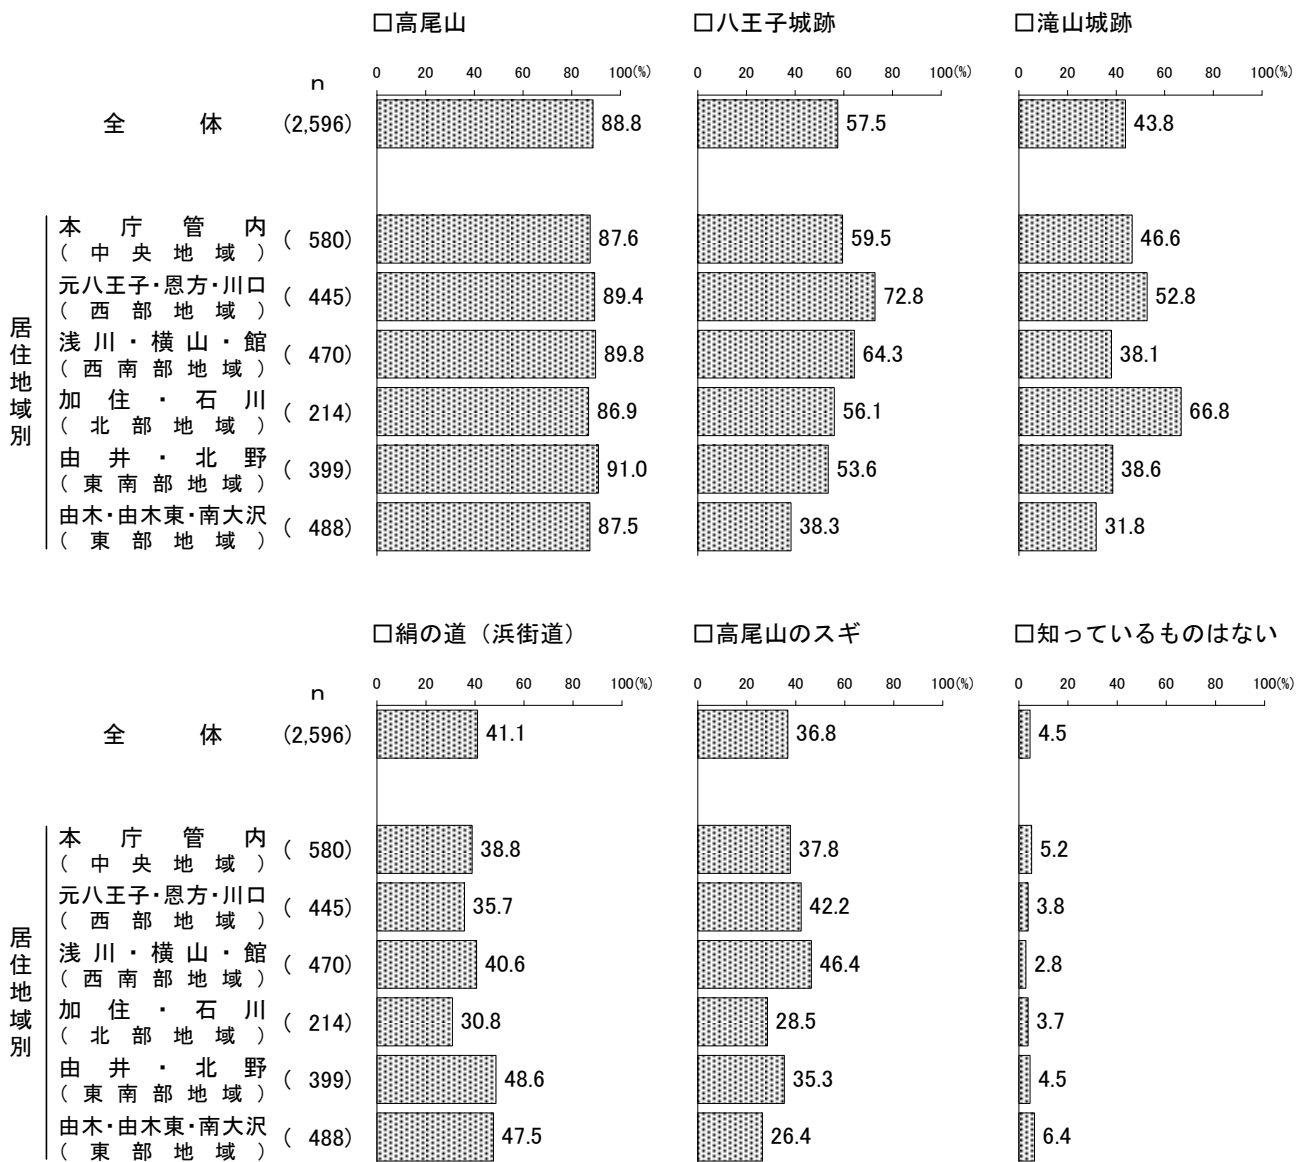 □高尾山 □八王子城跡 □滝山城跡
0 20 40 60 80 100(%) 0 20 40 60 80 100(%) 0 20 40 60 80 100(%)
n
全体 (2,596) 88.8 57.5 43.8
居住地域別
本庁管内
(中央地域) ( 580) 87.6 59.5 46.6
元八王子・恩方・川口
(西部地域) ( 445) 89.4 72.8 52.8
浅川・横山・館
(西南部地域) ( 470) 89.8 64.3 38.1
加住・石川
(北部地域) ( 214) 86.9 56.1 66.8
由井・北野
(東南部地域) ( 399) 91.0 53.6 38.6
由木・由木東・南大沢
(東部地域) ( 488) 87.5 38.3 31.8
□絹の道(浜街道) □高尾山のスギ □知っているものはない
0 20 40 60 80 100(%) 0 20 40 60 80 100(%) 0 20 40 60 80 100(%)
n
全体 (2,596) 41.1 36.8 4.5
居住地域別
本庁管内
(中央地域) ( 580) 38.8 37.8 5.2
元八王子・恩方・川口
(西部地域) ( 445) 35.7 42.2 3.8
浅川・横山・館
(西南部地域) ( 470) 40.6 46.4 2.8
加住・石川
(北部地域) ( 214) 30.8 28.5 3.7
由井・北野
(東南部地域) ( 399) 48.6 35.3 4.5
由木・由木東・南大沢
(東部地域) ( 488) 47.5 26.4 6.4